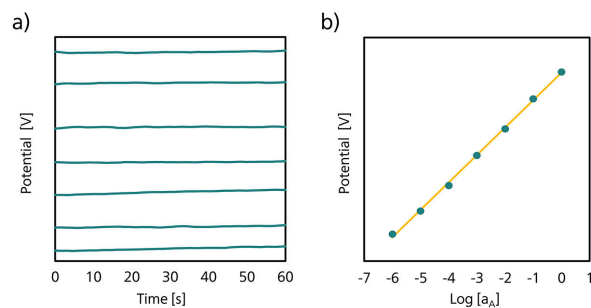 a)
Potential [V]
0 10 20 30 40 50 60
Time [s]
b)
Potential [V]
-7 -6 -5 -4 -3 -2 -1 0 1
Log [aA]